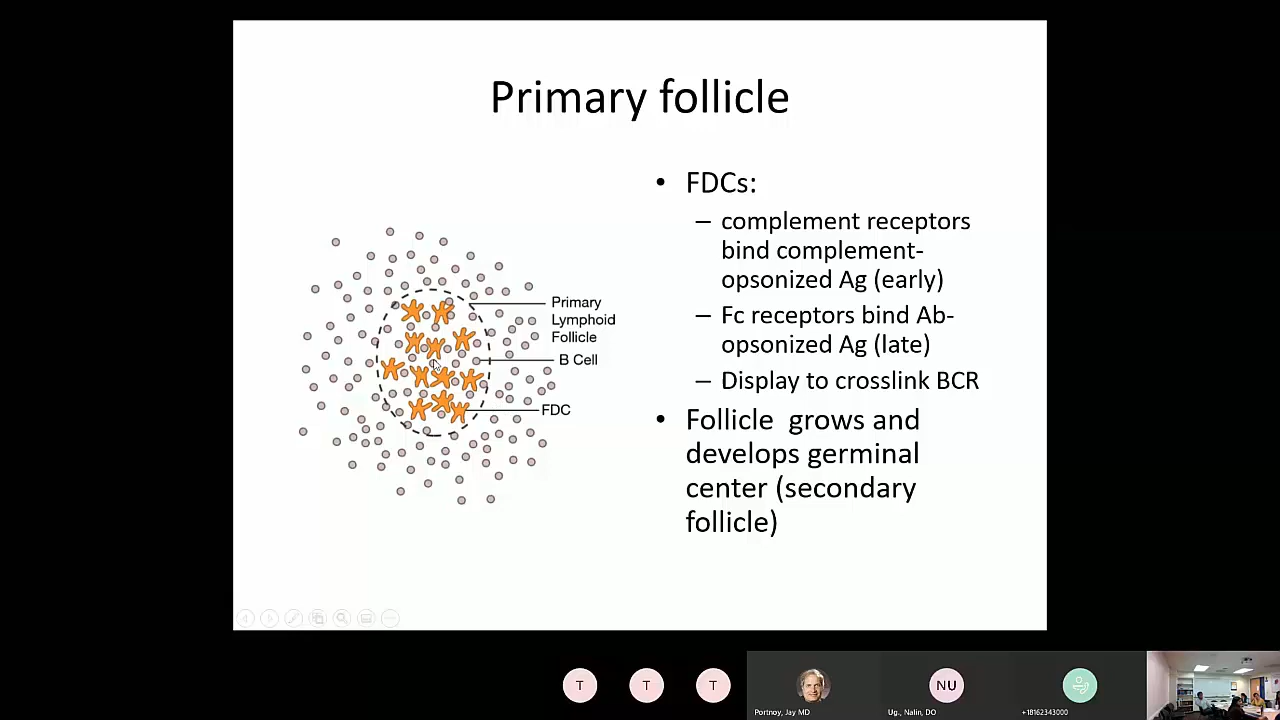 Primary follicle
• FDCs:
– complement receptors
bind complement-
opsonized Ag (early)
– Fc receptors bind Ab-
opsonized Ag (late)
– Display to crosslink BCR
• Follicle  grows and
develops germinal
center (secondary
follicle)
Primary
Lymphoid
Follicle
B Cell
FDC
T
T
T
NU
Portnoy, Jay MD
Ug., Nalin, DO
+18162343000